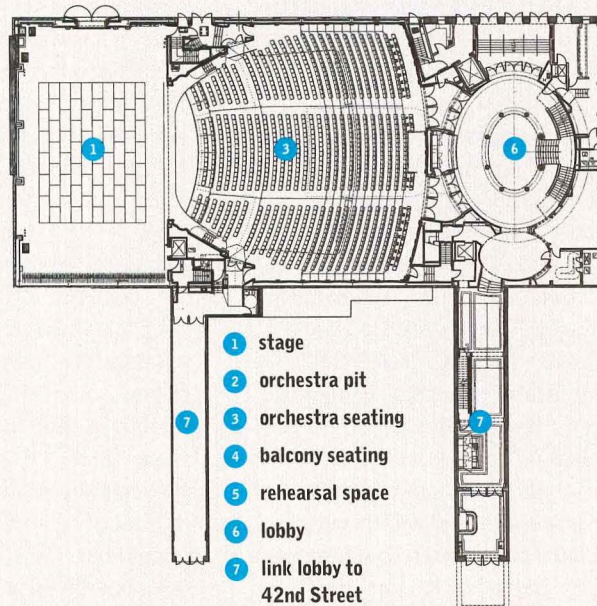 1
3
6
7
7
1 stage
2 orchestra pit
3 orchestra seating
4 balcony seating
5 rehearsal space
6 lobby
7 link lobby to
42nd Street